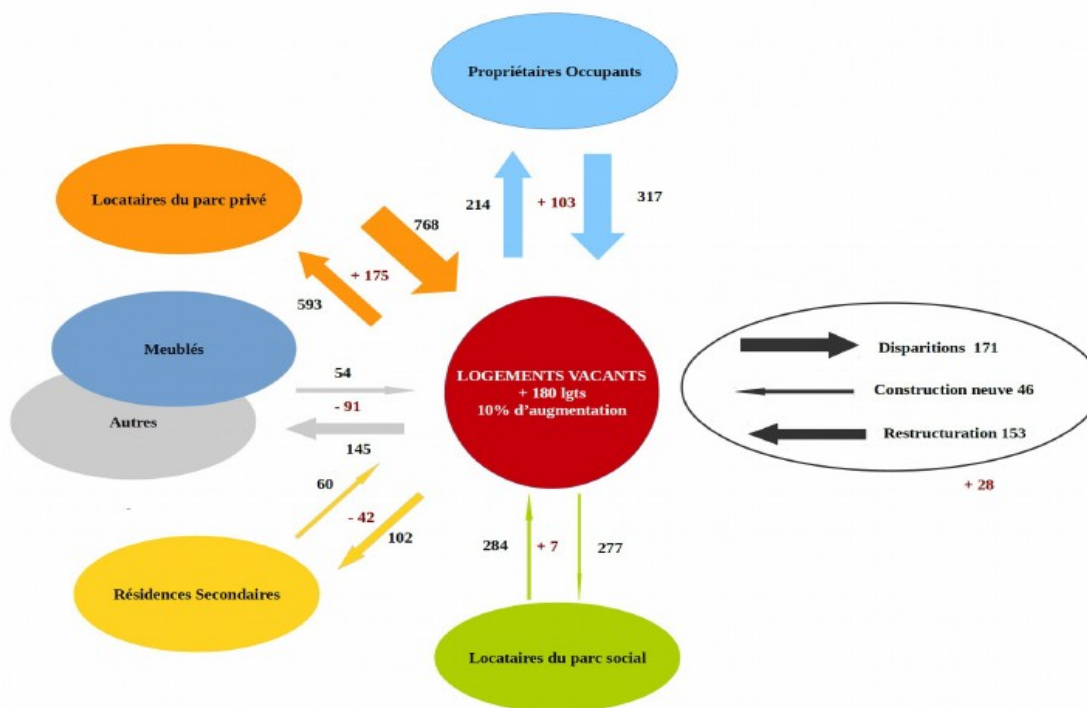 Propriétaires Occupants
214
+ 103
317
Locataires du parc privé
768
+ 175
593
Meublés
Autres
54
- 91
145
LOGEMENTS VACANTS
+ 180 lgts
10% d’augmentation
Disparitions 171
Construction neuve 46
Restructuration 153
+ 28
60
- 42
102
Résidences Secondaires
284
+ 7
277
Locataires du parc social